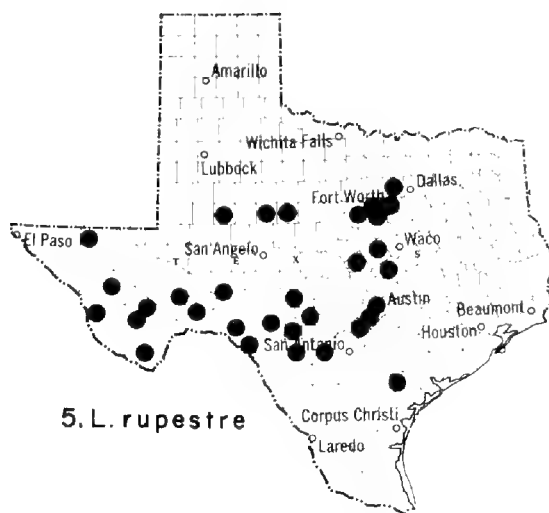 Amarillo
Wichita Falls
Lubbock
Dallas
Fort Worth
El Paso
San Angelo
Waco
T E X S
Austin
Beaumont
Houston
San Antonio
5. L. rupestre
Corpus Christi
Laredo